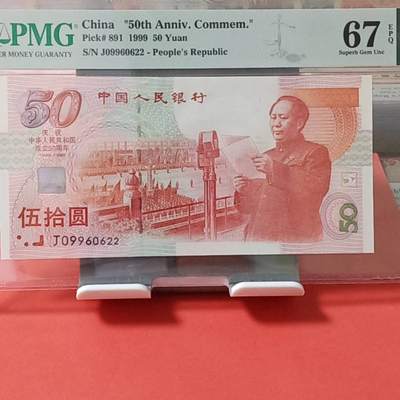 PMG
PAPER MONEY GUARANTY
China "50th Anniv. Commem."
Pick# 891 1999 50 Yuan
S/N J09960622 - People's Republic
67 EPQ
Superb Gem Unc
50
中国人民银行
庆祝
中华人民共和国
成立50周年
伍拾圆
J09960622
50